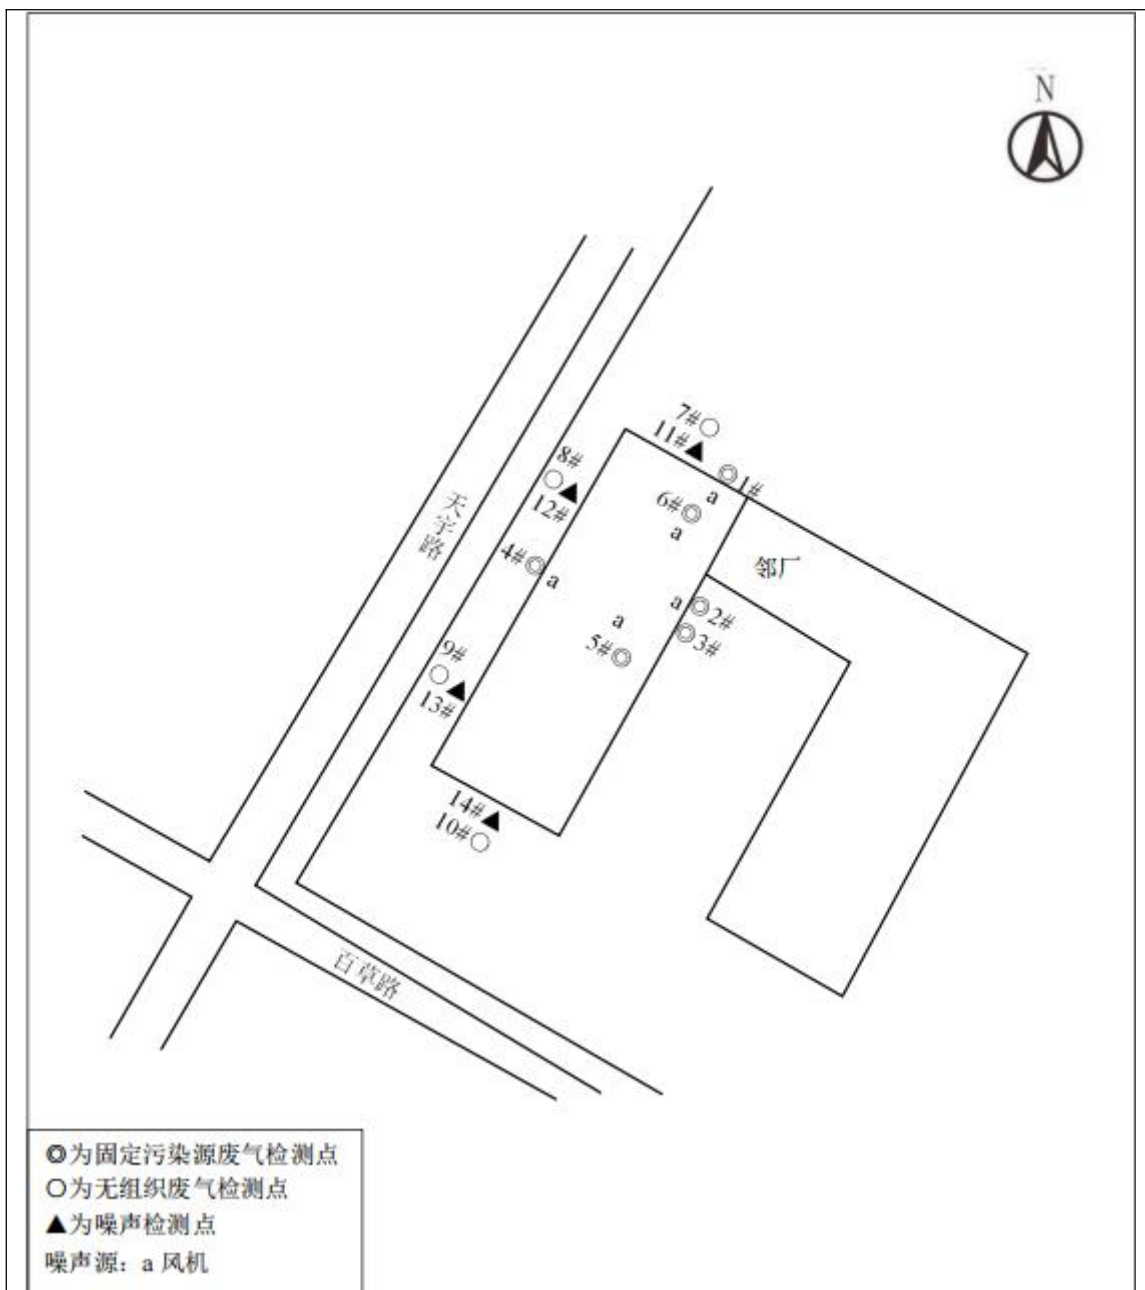 N
7#
11#
8#
1#
a
6#
12#
a
天宇路
4#
a
邻厂
a
2#
a
3#
5#
9#
13#
14#
10#
百草路
◎为固定污染源废气检测点
○为无组织废气检测点
▲为噪声检测点
噪声源：a 风机